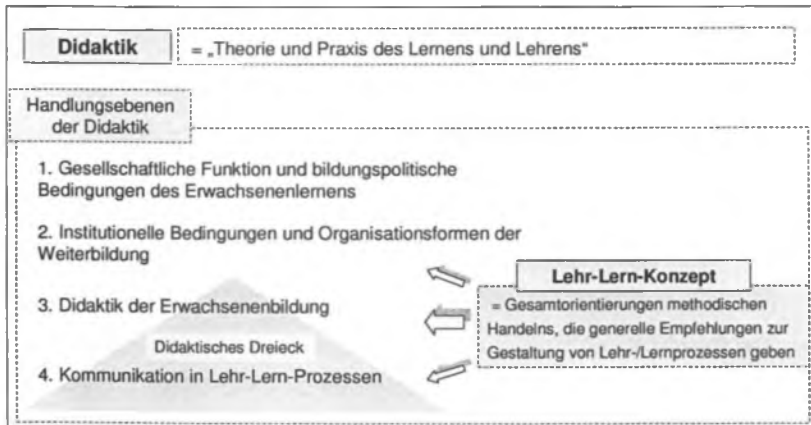 Didaktik
= „Theorie und Praxis des Lernens und Lehrens“
Handlungsebenen
der Didaktik
1. Gesellschaftliche Funktion und bildungspolitische
Bedingungen des Erwachsenenlernens
2. Institutionelle Bedingungen und Organisationsformen der
Weiterbildung
3. Didaktik der Erwachsenenbildung
Didaktisches Dreieck
4. Kommunikation in Lehr-Lern-Prozessen
Lehr-Lern-Konzept
= Gesamtorientierungen methodischen
Handelns, die generelle Empfehlungen zur
Gestaltung von Lehr-/Lernprozessen geben